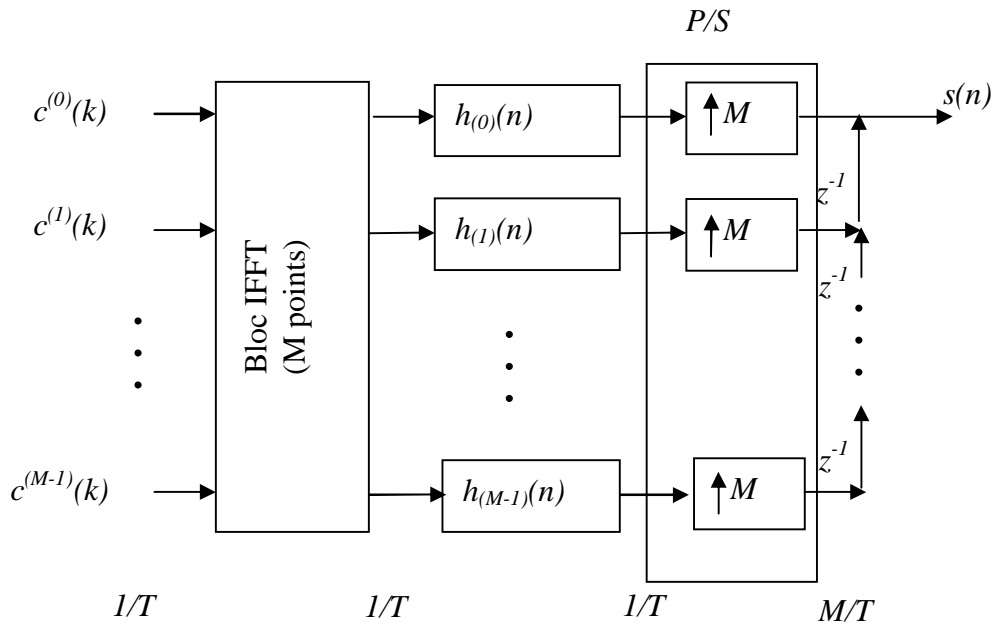 P/S
c^{(0)}(k)
h_{(0)}(n)
↑ M
s(n)
z^{-1}
c^{(1)}(k)
h_{(1)}(n)
↑ M
z^{-1}
Bloc IFFT
(M points)
c^{(M-1)}(k)
h_{(M-1)}(n)
↑ M
z^{-1}
1/T
1/T
1/T
M/T